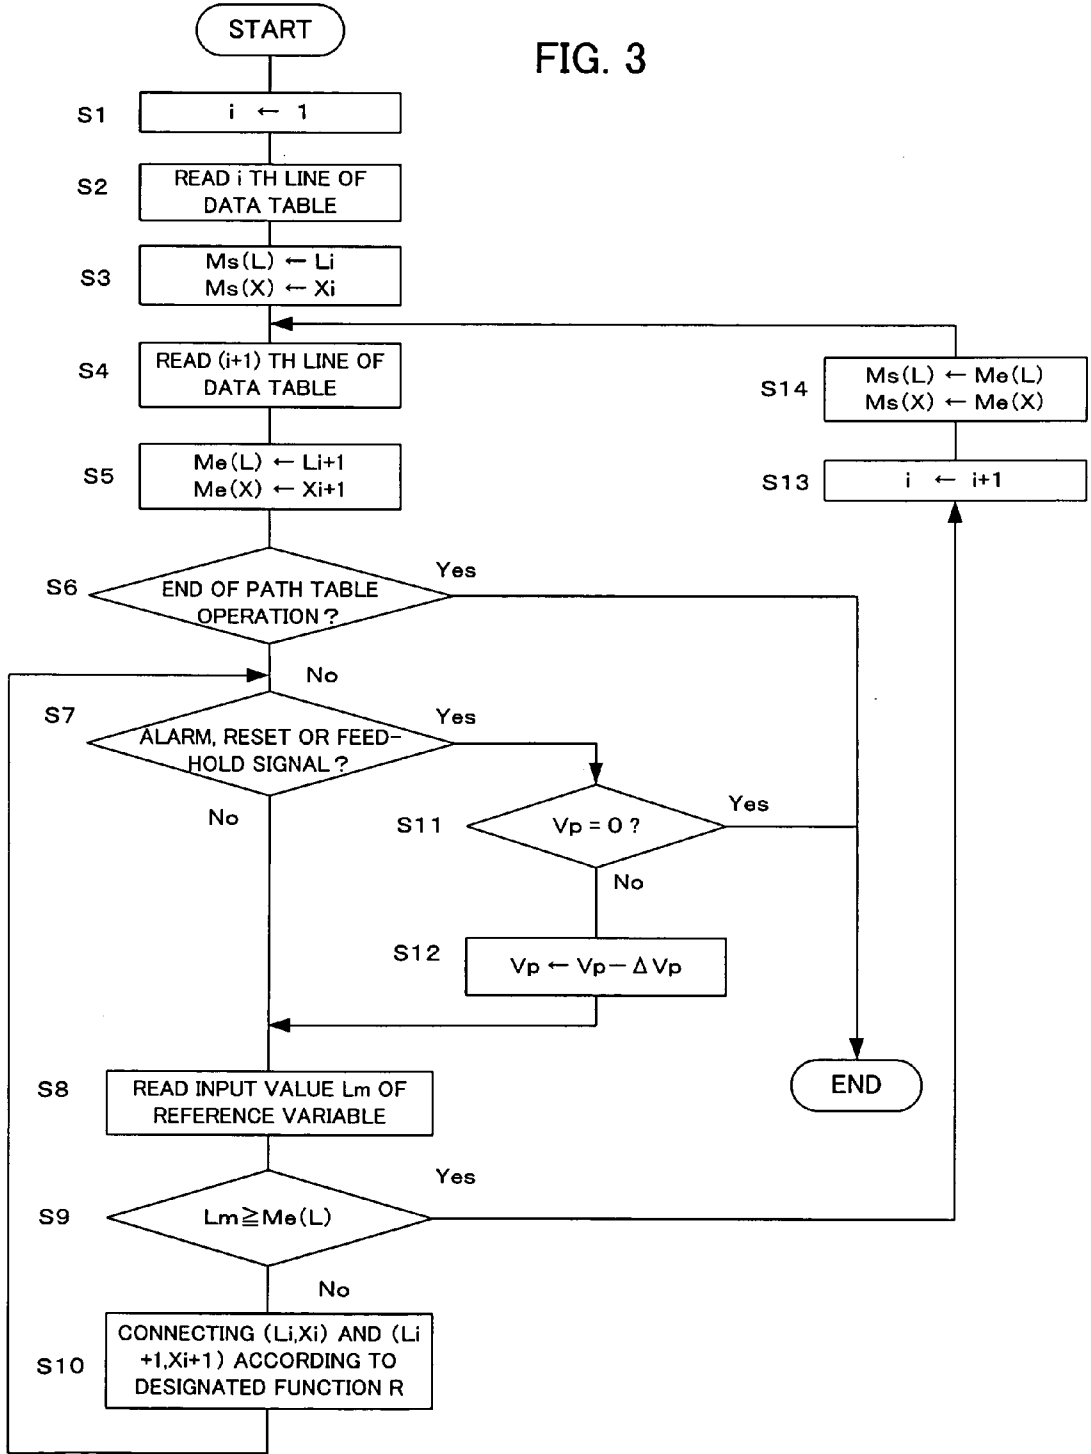 START
FIG. 3
S1
i ← 1
S2
READ i TH LINE OF
DATA TABLE
S3
Ms(L) ← Li
Ms(X) ← Xi
S4
READ (i+1) TH LINE OF
DATA TABLE
S14
Ms(L) ← Me(L)
Ms(X) ← Me(X)
S5
Me(L) ← Li+1
Me(X) ← Xi+1
S13
i ← i+1
S6
END OF PATH TABLE
OPERATION?
Yes
No
S7
ALARM, RESET OR FEED-
HOLD SIGNAL?
Yes
No
S11
Vp = 0 ?
Yes
No
S12
Vp ← Vp − Δ Vp
END
S8
READ INPUT VALUE Lm OF
REFERENCE VARIABLE
S9
Lm≧Me(L)
Yes
No
S10
CONNECTING (Li,Xi) AND (Li
+1,Xi+1) ACCORDING TO
DESIGNATED FUNCTION R